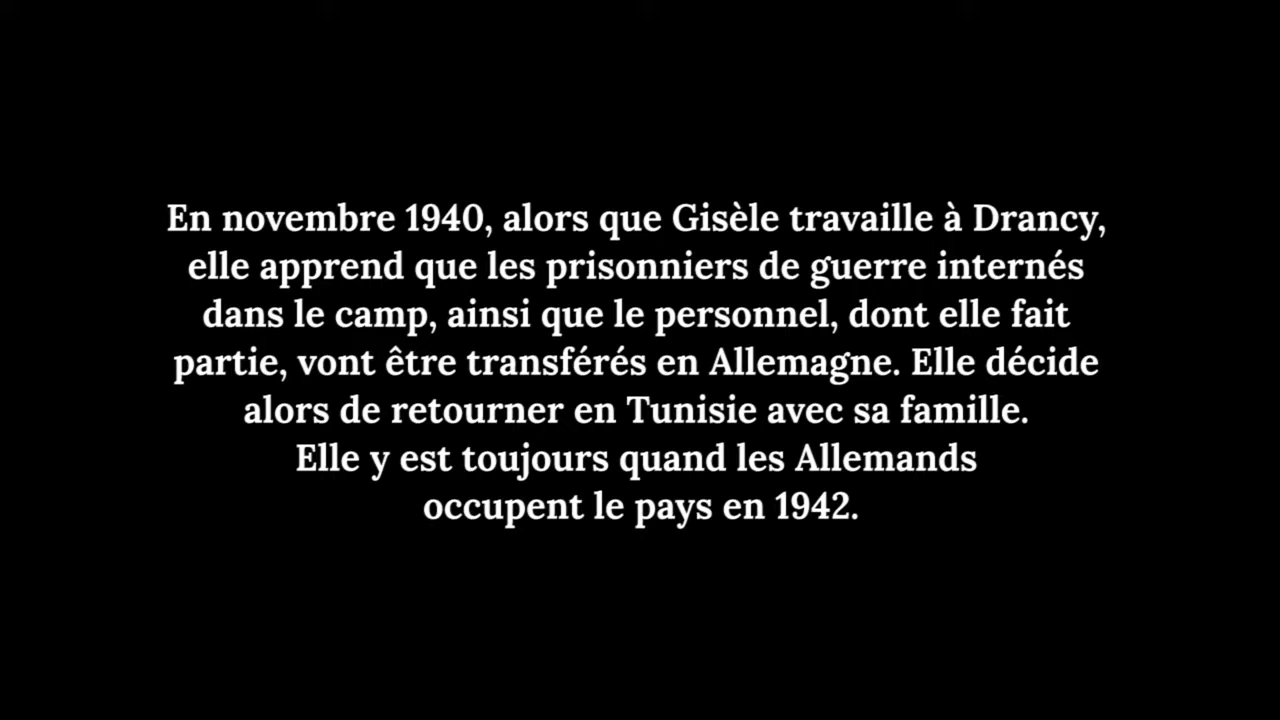 En novembre 1940, alors que Gisèle travaille à Drancy,
elle apprend que les prisonniers de guerre internés
dans le camp, ainsi que le personnel, dont elle fait
partie, vont être transférés en Allemagne. Elle décide
alors de retourner en Tunisie avec sa famille.
Elle y est toujours quand les Allemands
occupent le pays en 1942.